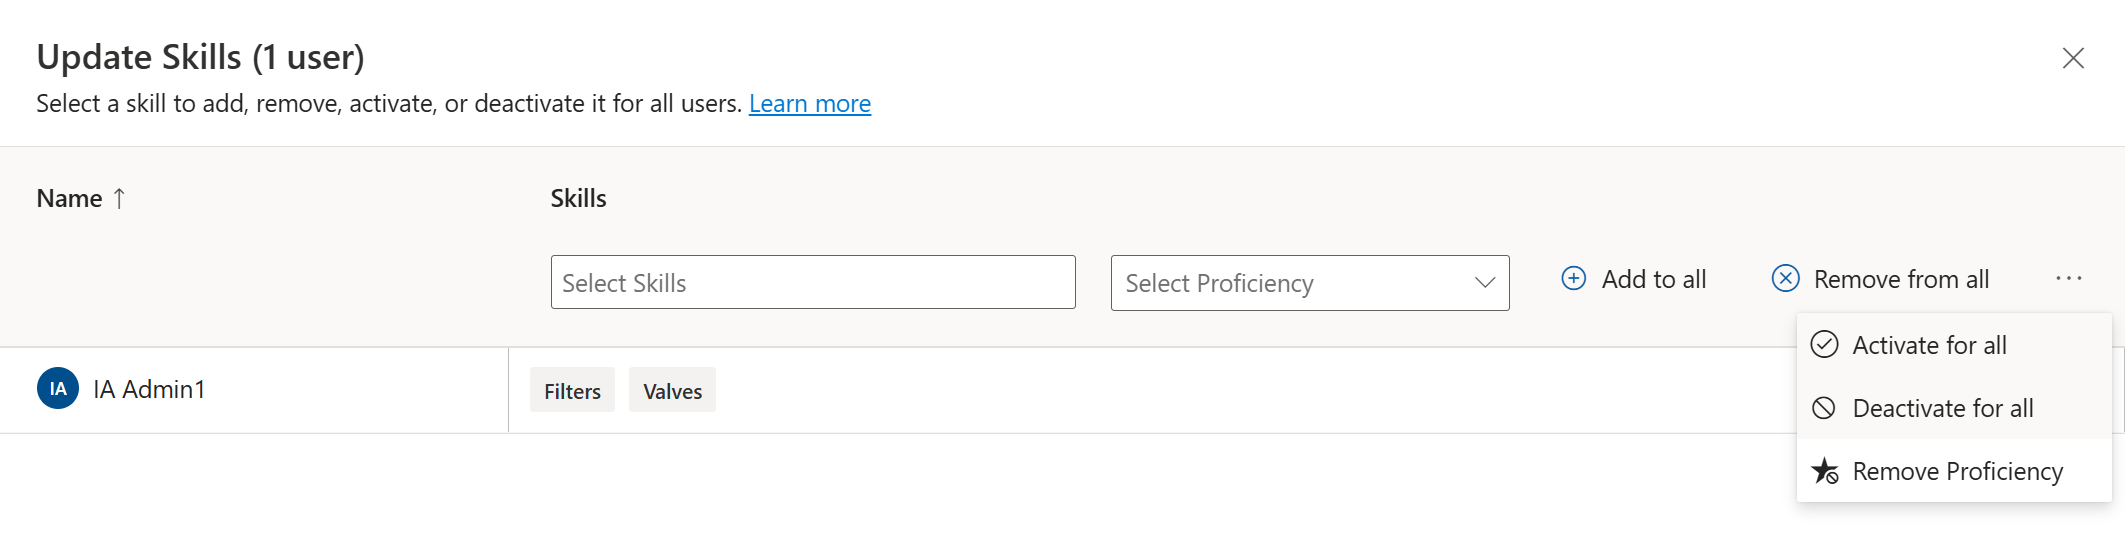 Update Skills (1 user)
Select a skill to add, remove, activate, or deactivate it for all users. Learn more
Name ↑ Skills
Select Skills Select Proficiency Add to all Remove from all ···
Activate for all
IA IA Admin1 Filters Valves
Deactivate for all
Remove Proficiency